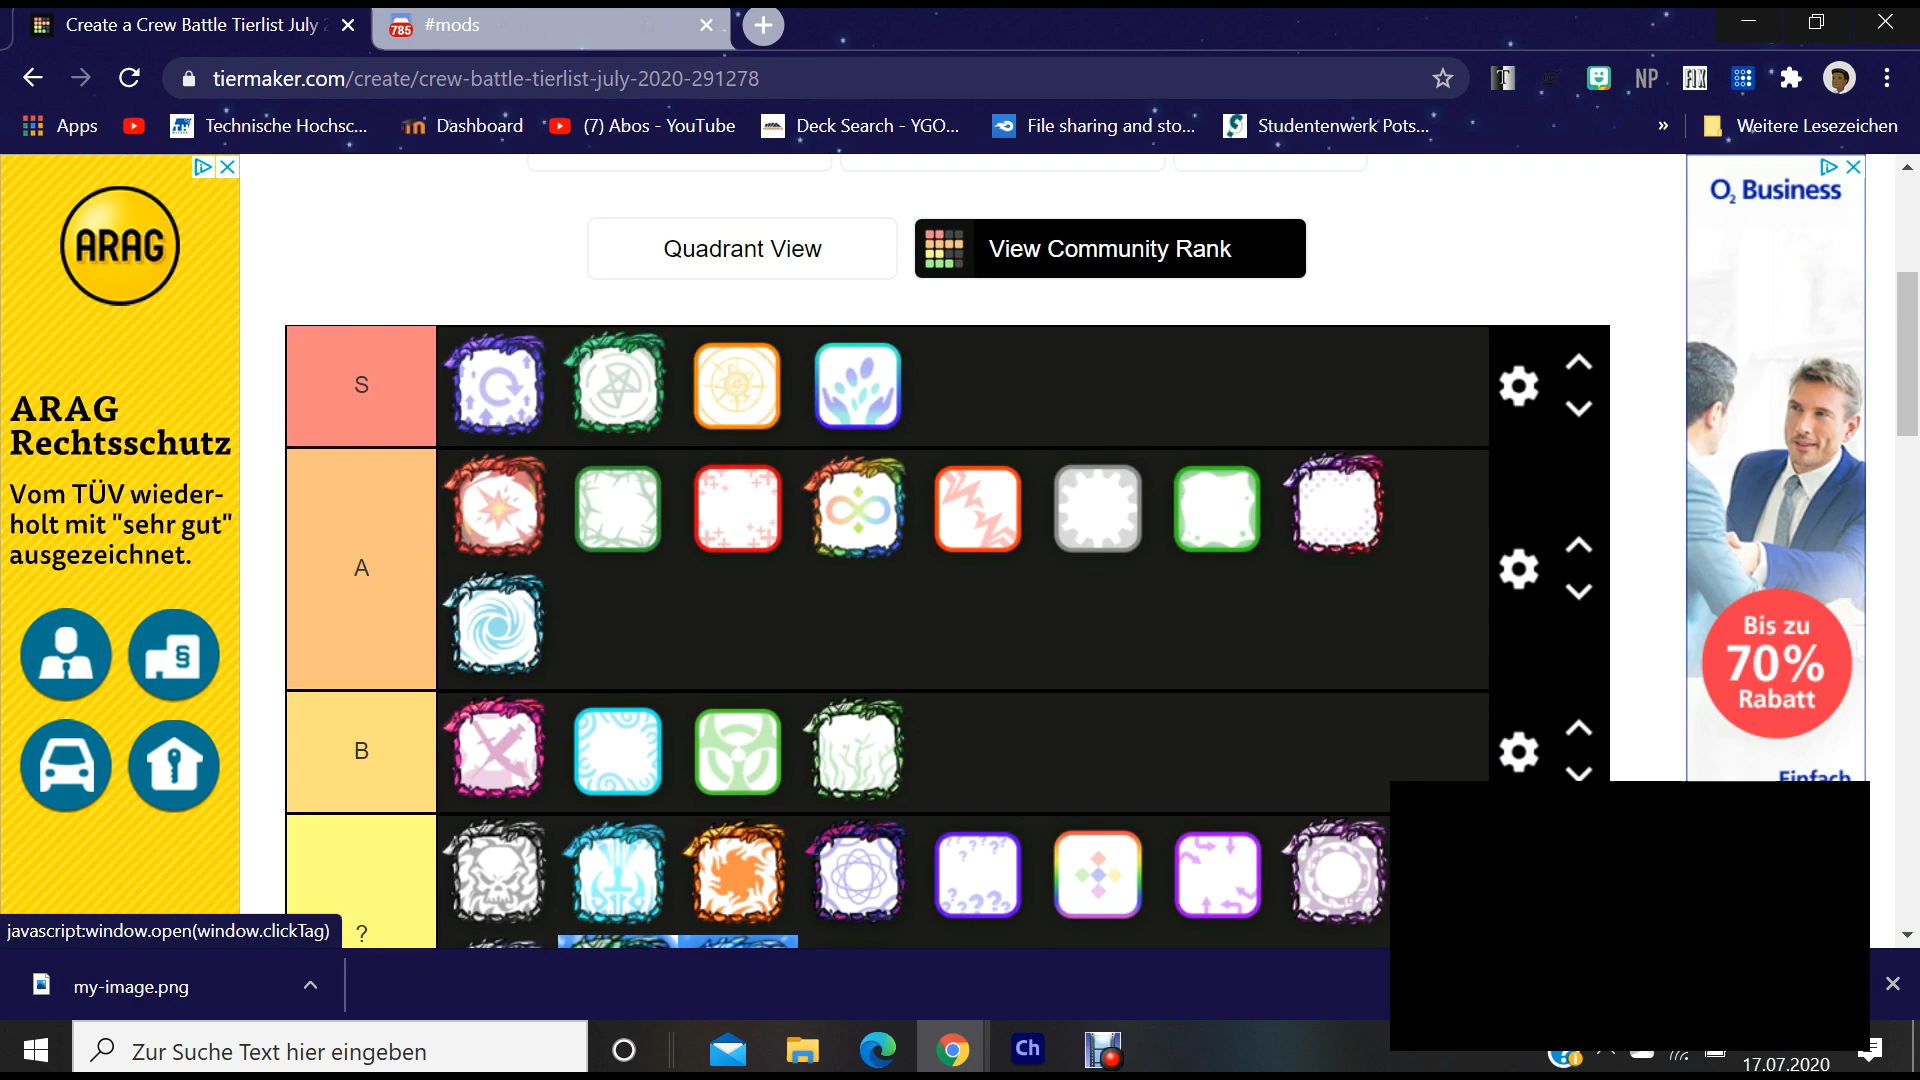 Create a Crew Battle Tierlist July
785
#mods
tiermaker.com/create/crew-battle-tierlist-july-2020-291278
T
NP
FIX
Apps
Technische Hochsc...
Dashboard
(7) Abos - YouTube
Deck Search - YGO...
File sharing and sto...
Studentenwerk Pots...
»
Weitere Lesezeichen
ARAG
ARAG
Rechtsschutz
Vom TÜV wieder-
holt mit "sehr gut"
ausgezeichnet.
§
Quadrant View
View Community Rank
O₂ Business
S
A
B
?
Bis zu
70%
Rabatt
Einfach
javascript:window.open(window.clickTag)
my-image.png
Zur Suche Text hier eingeben
Ch
17.07.2020